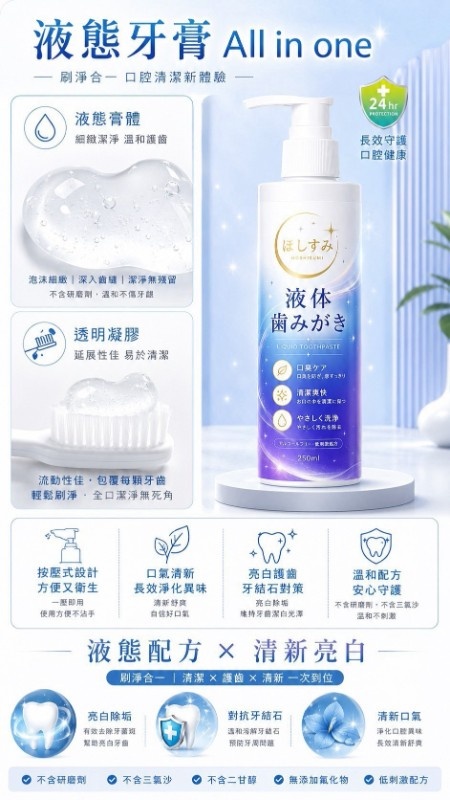 液態牙膏 All in one
刷淨合一 口腔清潔新體驗
液態膏體
細緻潔淨 溫和護齒
泡沫細緻｜深入齒縫｜潔淨無殘留
不含研磨劑・溫和不傷牙齦
透明凝膠
延展性佳 易於清潔
流動性佳・包覆每顆牙齒
輕鬆刷淨・全口潔淨無死角
24hr
PROTECTION
長效守護
口腔健康
ほしすみ
HOSHISUMI
液体
歯みがき
LIQUID TOOTHPASTE
口臭ケア
清潔爽快
やさしく洗浄
250ml
按壓式設計
方便又衛生
一壓即用
使用方便不沾手
口氣清新
長效淨化異味
清新舒爽
自信好口氣
亮白護齒
牙結石對策
亮白除垢
維持牙齒潔白光澤
溫和配方
安心守護
不含研磨劑・不含三氯沙
溫和不刺激
液態配方 × 清新亮白
刷淨合一｜清潔 × 護齒 × 清新 一次到位
亮白除垢
有效去除牙菌斑
幫助亮白牙齒
對抗牙結石
溫和溶解牙結石
預防牙周問題
清新口氣
淨化口腔異味
長效清新舒爽
不含研磨劑
不含三氯沙
不含二甘醇
無添加氟化物
低刺激配方